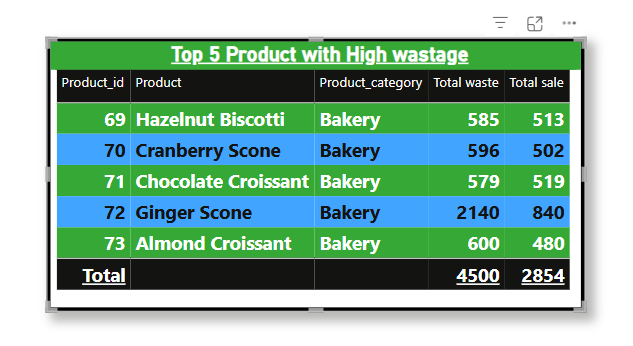 Top 5 Product with High wastage
Product_id Product Product_category Total waste Total sale
69 Hazelnut Biscotti Bakery 585 513
70 Cranberry Scone Bakery 596 502
71 Chocolate Croissant Bakery 579 519
72 Ginger Scone Bakery 2140 840
73 Almond Croissant Bakery 600 480
Total 4500 2854